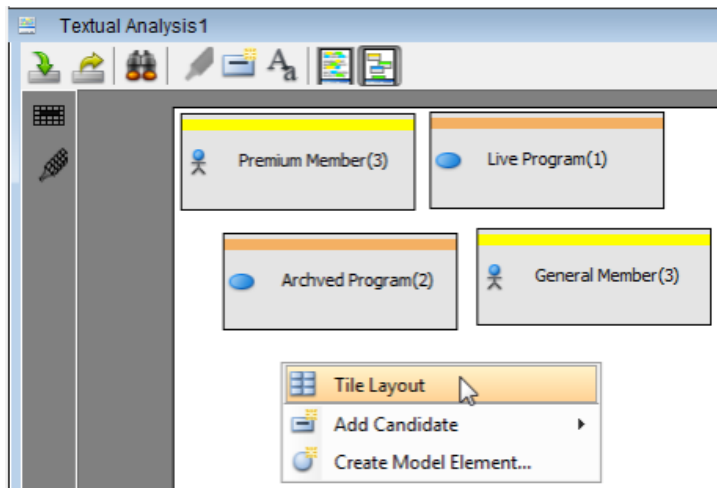 Textual Analysis1
Aa
Premium Member(3)
Live Program(1)
Archved Program(2)
General Member(3)
Tile Layout
Add Candidate
Create Model Element...